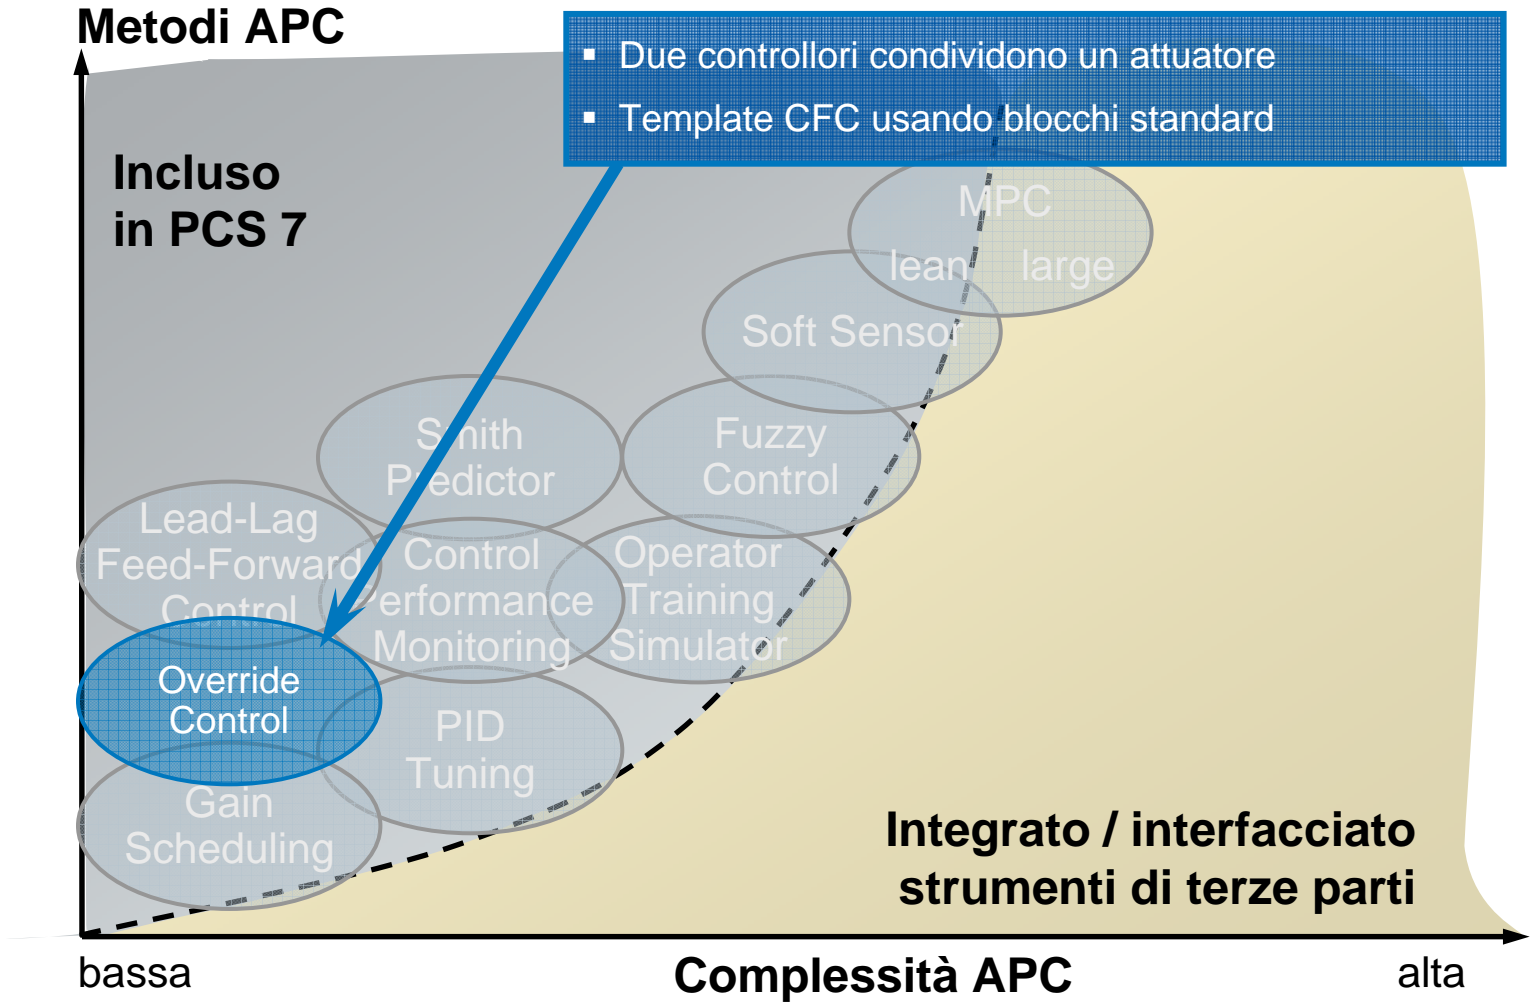 Metodi APC
▪ Due controllori condividono un attuatore
▪ Template CFC usando blocchi standard
Incluso
in PCS 7
MPC
lean large
Soft Sensor
Smith
Predictor
Fuzzy
Control
Lead-Lag
Feed-Forward
Control
Control
Performance
Monitoring
Operator
Training
Simulator
Override
Control
PID
Tuning
Gain
Scheduling
Integrato / interfacciato
strumenti di terze parti
bassa
Complessità APC
alta